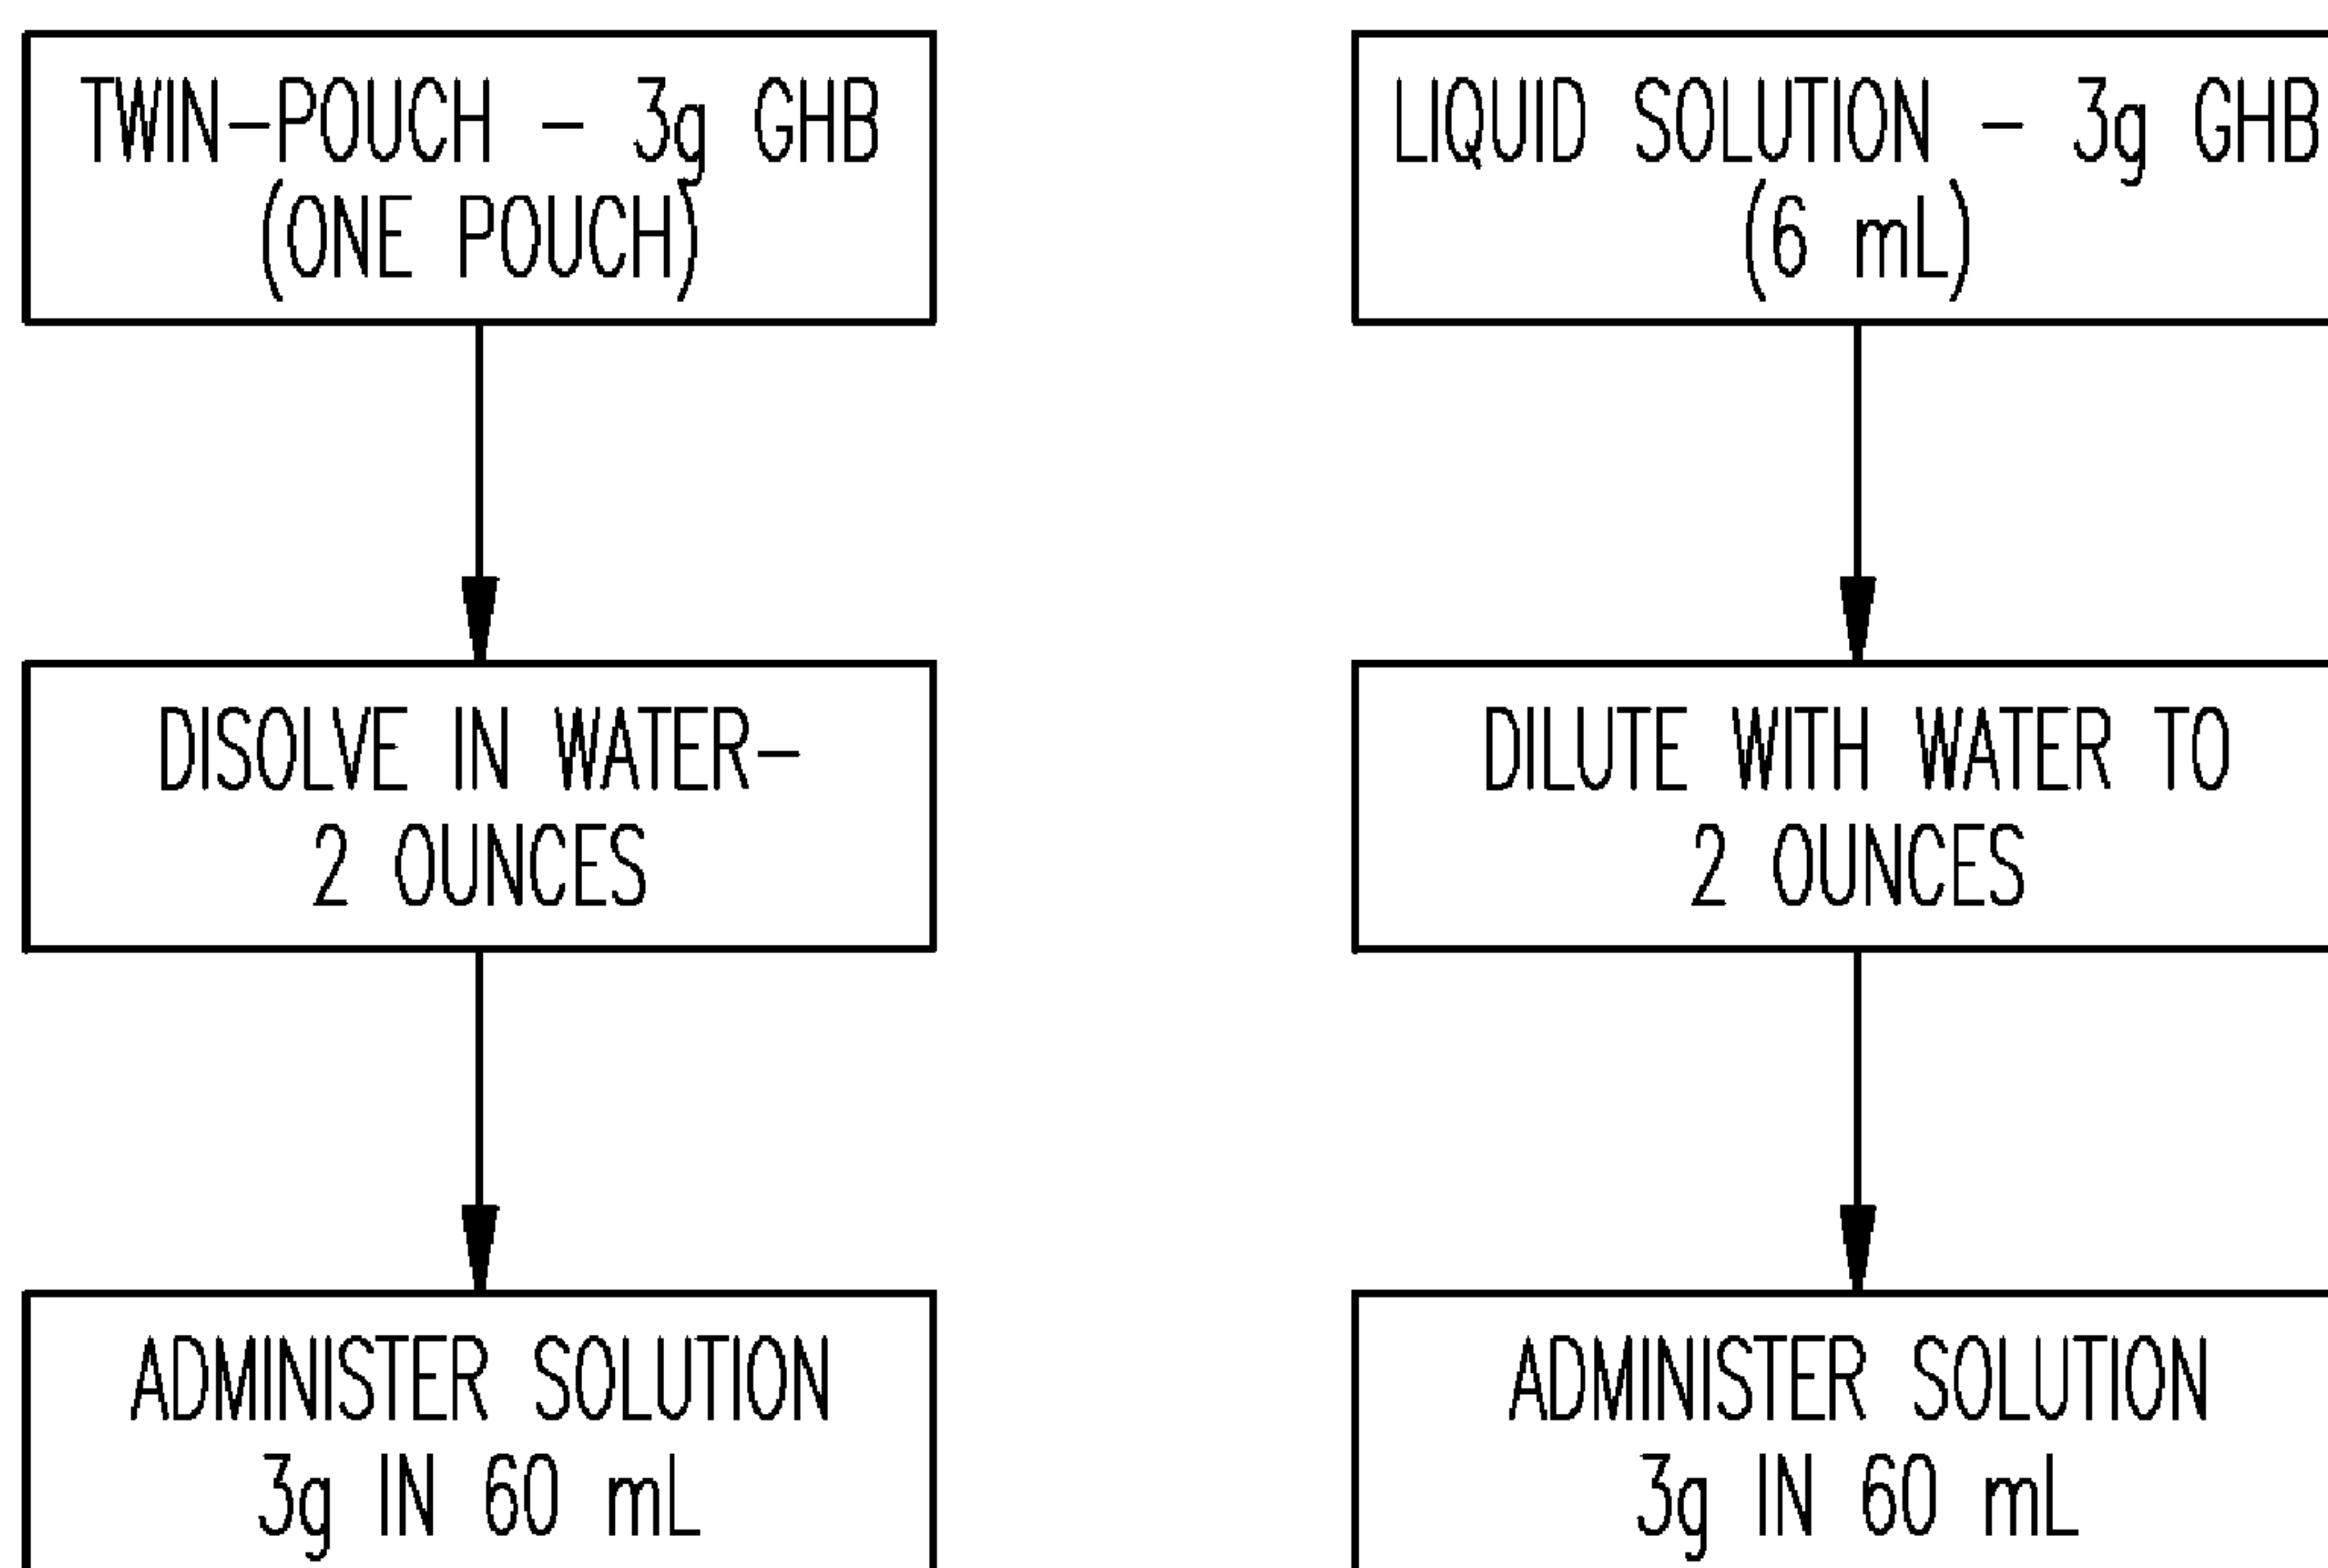 TWIN-POUCH - 3g GHB
(ONE POUCH)
DISOLVE IN WATER-
2 OUNCES
ADMINISTER SOLUTION
3g IN 60 mL
LIQUID SOLUTION - 3g GHB
(6 mL)
DILUTE WITH WATER TO
2 OUNCES
ADMINISTER SOLUTION
3g IN 60 mL